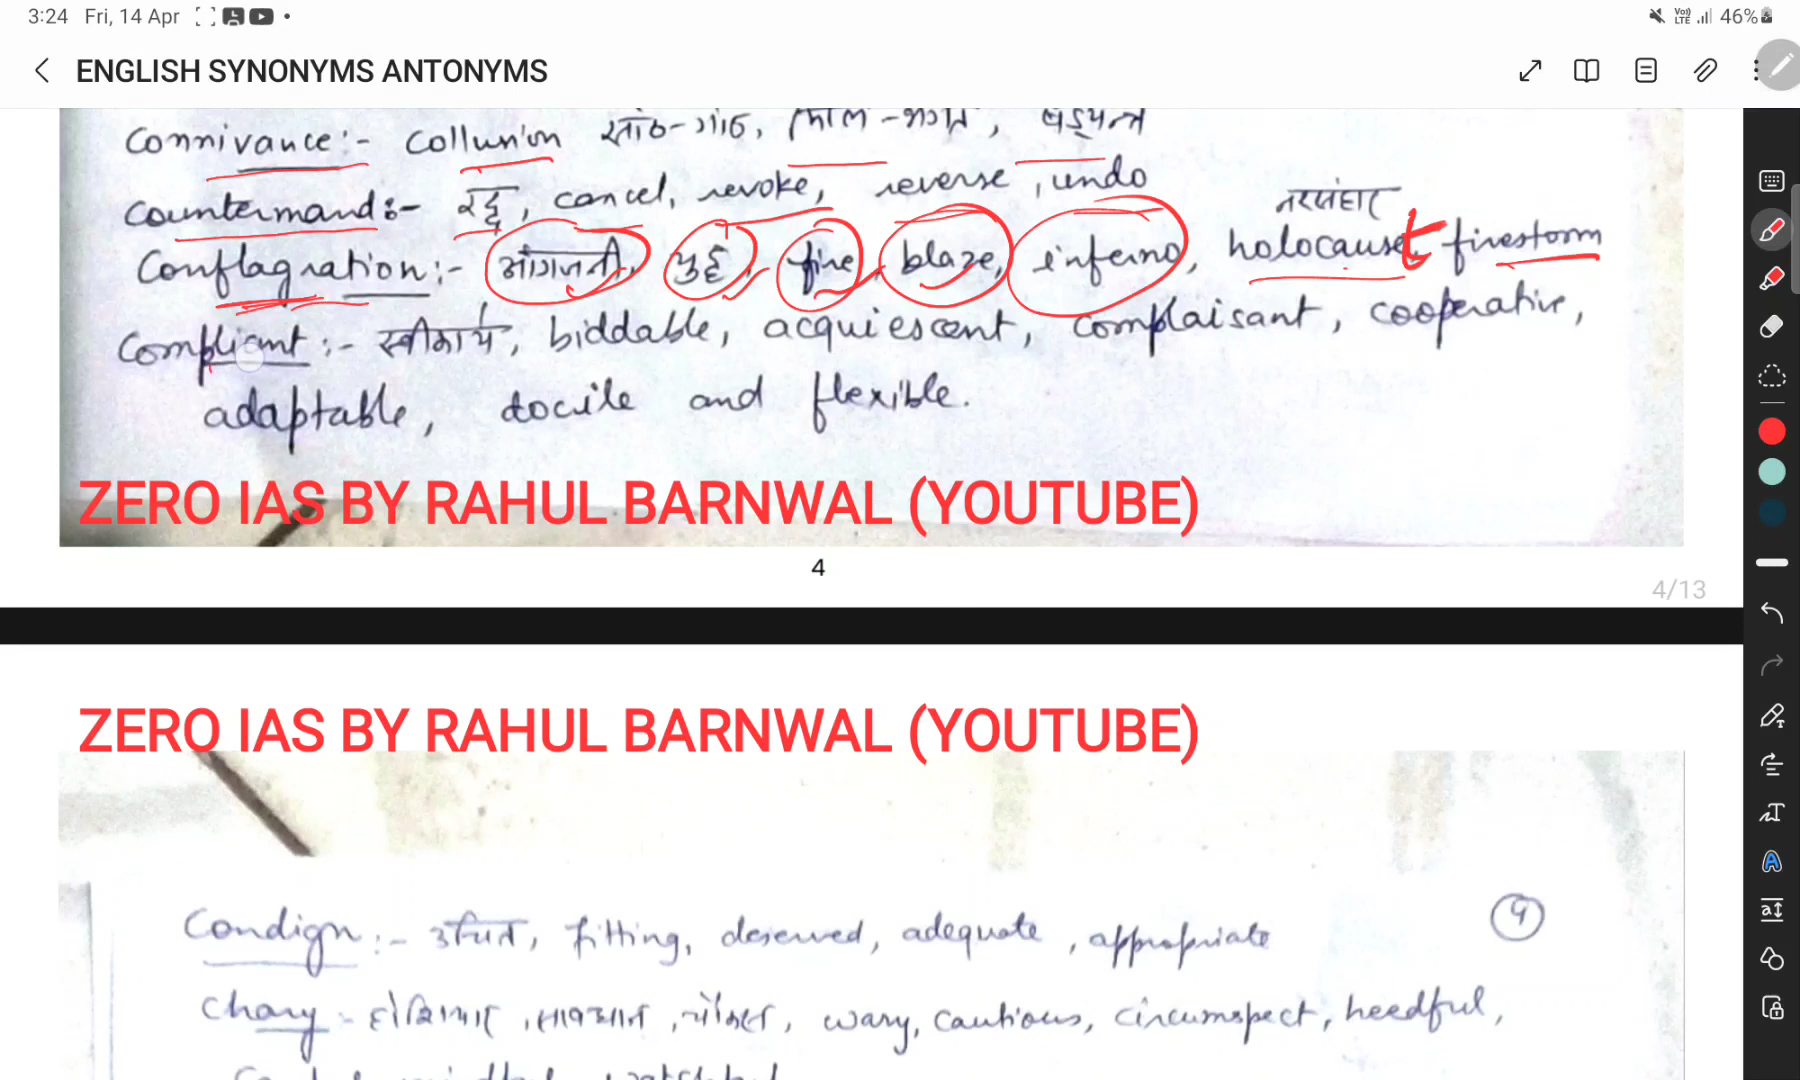 3:24 Fri, 14 Apr
46%
ENGLISH SYNONYMS ANTONYMS
Connivance:- Collusion सांठ-गांठ,
Countermand:- रद्द, cancel, revoke, reverse, undo
नरसंहार
Conflagration:- आगजनी, युद्ध, fire, blaze, inferno, holocaust firestorm
Compliant:- स्वीकार्य, biddable, acquiescent, complaisant, cooperative,
adaptable, docile and flexible.
ZERO IAS BY RAHUL BARNWAL (YOUTUBE)
4
4/13
ZERO IAS BY RAHUL BARNWAL (YOUTUBE)
Condign:- उचित, fitting, deserved, adequate, appropriate
Chary:- होशियार, सावधान, चौकस, wary, cautious, circumspect, heedful,